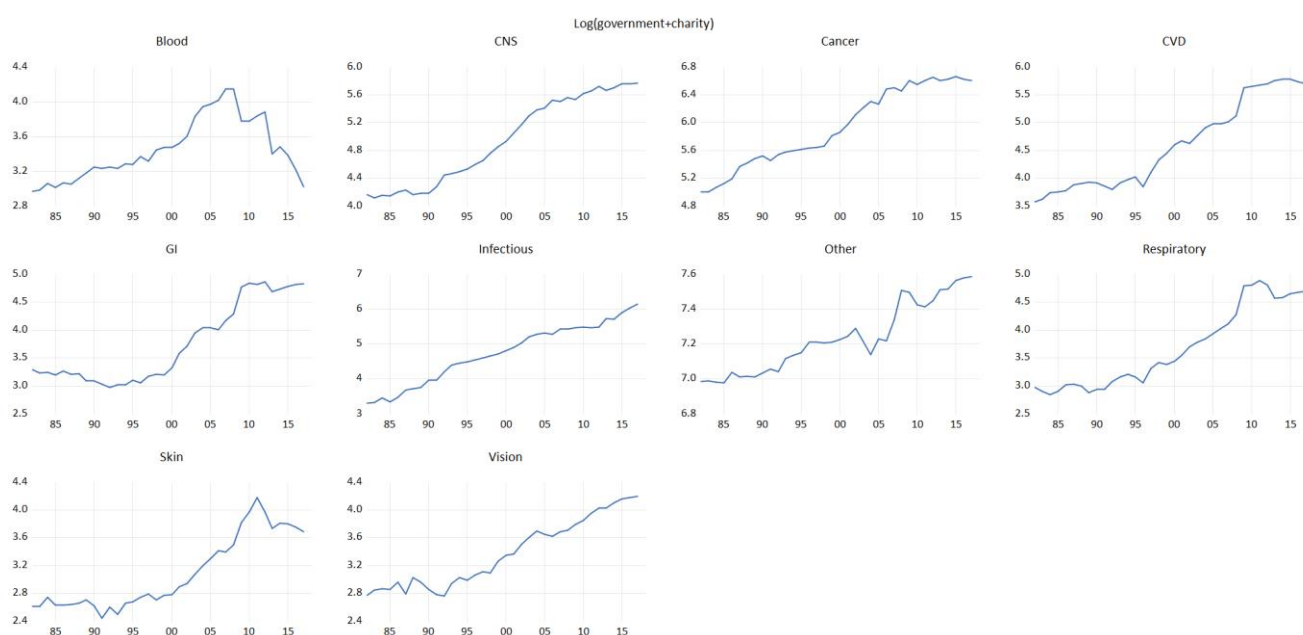 Log(government+charity)
Blood
CNS
Cancer
CVD
4.4
4.0
3.6
3.2
2.8
85 90 95 00 05 10 15
6.0
5.6
5.2
4.8
4.4
4.0
85 90 95 00 05 10 15
6.8
6.4
6.0
5.6
5.2
4.8
85 90 95 00 05 10 15
6.0
5.5
5.0
4.5
4.0
3.5
85 90 95 00 05 10 15
GI
Infectious
Other
Respiratory
5.0
4.5
4.0
3.5
3.0
2.5
85 90 95 00 05 10 15
7
6
5
4
3
85 90 95 00 05 10 15
7.6
7.4
7.2
7.0
6.8
85 90 95 00 05 10 15
5.0
4.5
4.0
3.5
3.0
2.5
85 90 95 00 05 10 15
Skin
Vision
4.4
4.0
3.6
3.2
2.8
2.4
85 90 95 00 05 10 15
4.4
4.0
3.6
3.2
2.8
2.4
85 90 95 00 05 10 15